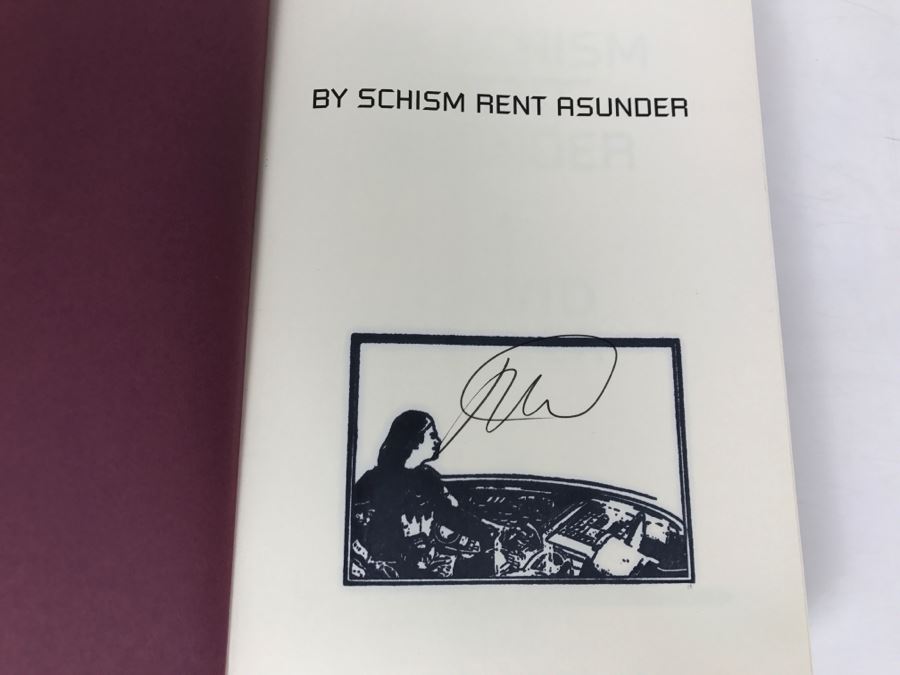 BY SCHISM RENT ASUNDER